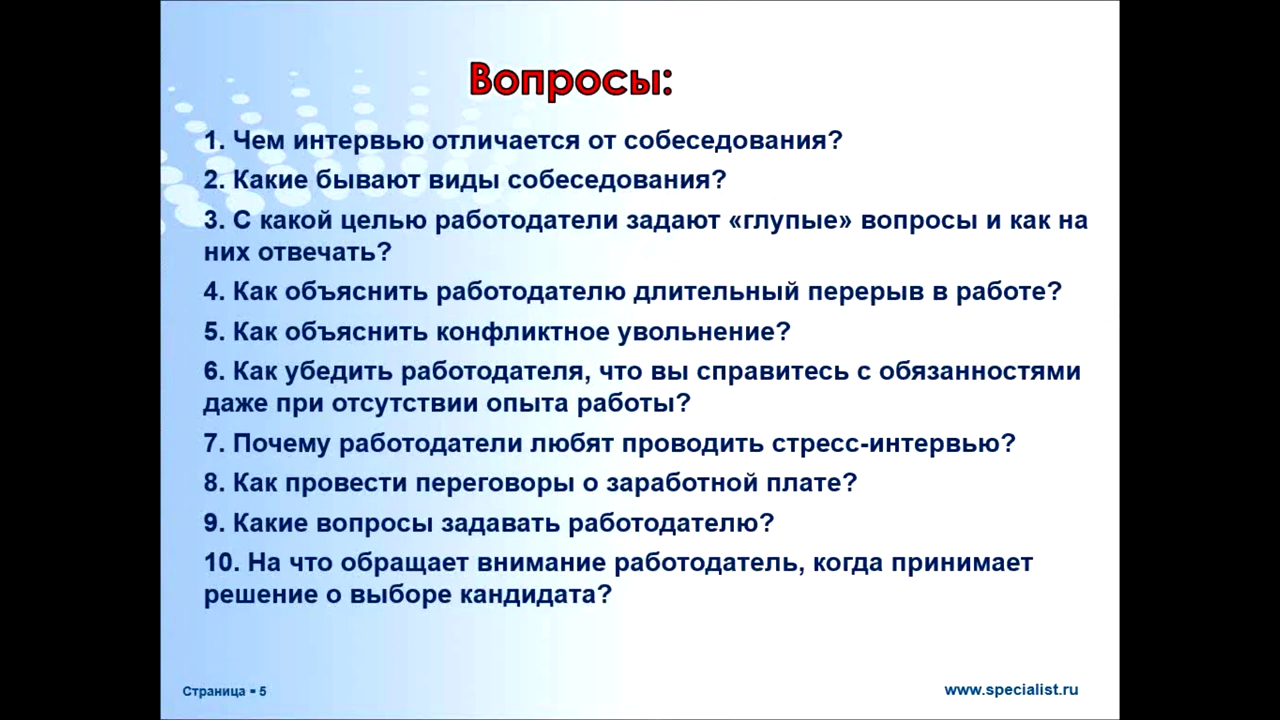 Вопросы:
1. Чем интервью отличается от собеседования?
2. Какие бывают виды собеседования?
3. С какой целью работодатели задают «глупые» вопросы и как на
них отвечать?
4. Как объяснить работодателю длительный перерыв в работе?
5. Как объяснить конфликтное увольнение?
6. Как убедить работодателя, что вы справитесь с обязанностями
даже при отсутствии опыта работы?
7. Почему работодатели любят проводить стресс-интервью?
8. Как провести переговоры о заработной плате?
9. Какие вопросы задавать работодателю?
10. На что обращает внимание работодатель, когда принимает
решение о выборе кандидата?
Страница ▪ 5
www.specialist.ru